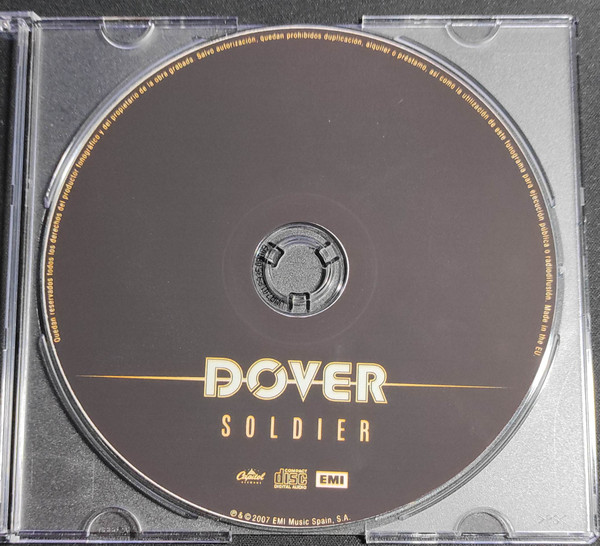 Quedan reservados todos los derechos del productor fonográfico y del propietario de la obra grabada. Salvo autorización, quedan prohibidos duplicación, alquiler o préstamo, así como la utilización de este fonograma para ejecución pública o radiodifusión. Made in the EU.
DOVER
SOLDIER
Capitol
COMPACT
disc
DIGITAL AUDIO
EMI
℗ & © 2007 EMI Music Spain, S.A.